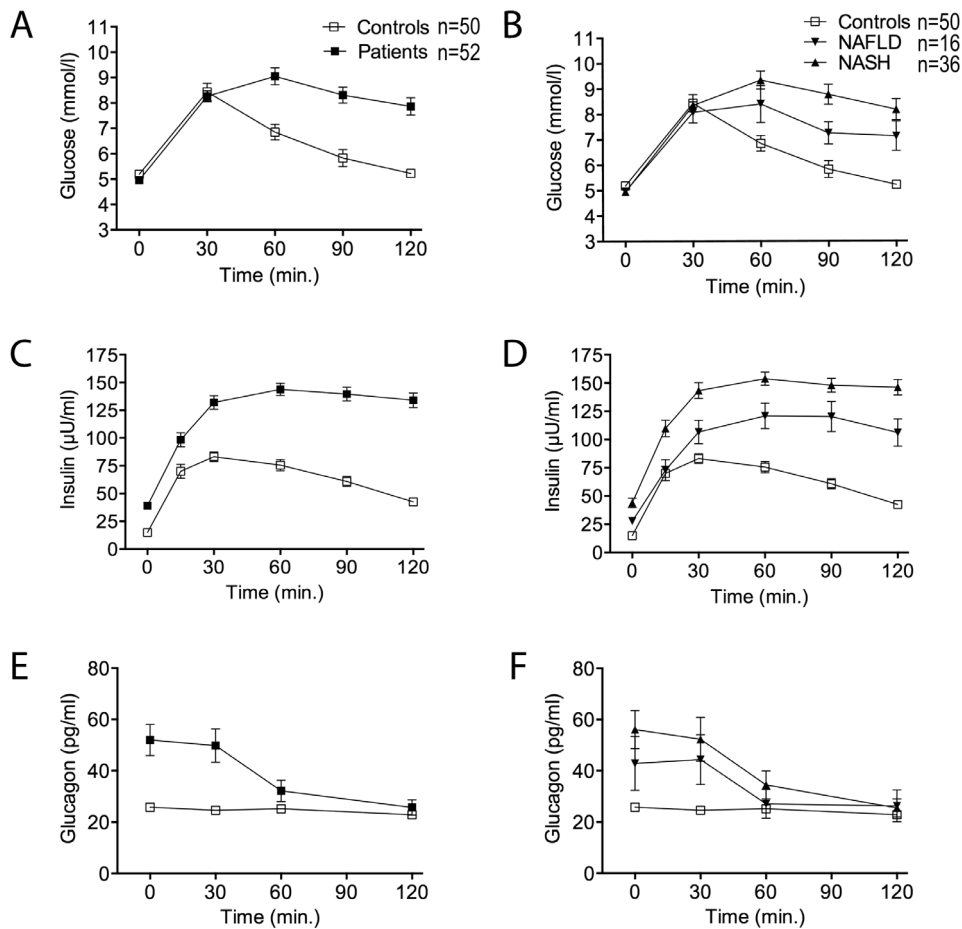 A
Controls n=50
Patients n=52
Glucose (mmol/l)
11
10
9
8
7
6
5
4
3
0 30 60 90 120
Time (min.)
B
Controls n=50
NAFLD n=16
NASH n=36
Glucose (mmol/l)
11
10
9
8
7
6
5
4
3
0 30 60 90 120
Time (min.)
C
Insulin (µU/ml)
175
150
125
100
75
50
25
0
0 30 60 90 120
Time (min.)
D
Insulin (µU/ml)
175
150
125
100
75
50
25
0
0 30 60 90 120
Time (min.)
E
Glucagon (pg/ml)
80
60
40
20
0
0 30 60 90 120
Time (min.)
F
Glucagon (pg/ml)
80
60
40
20
0
0 30 60 90 120
Time (min.)